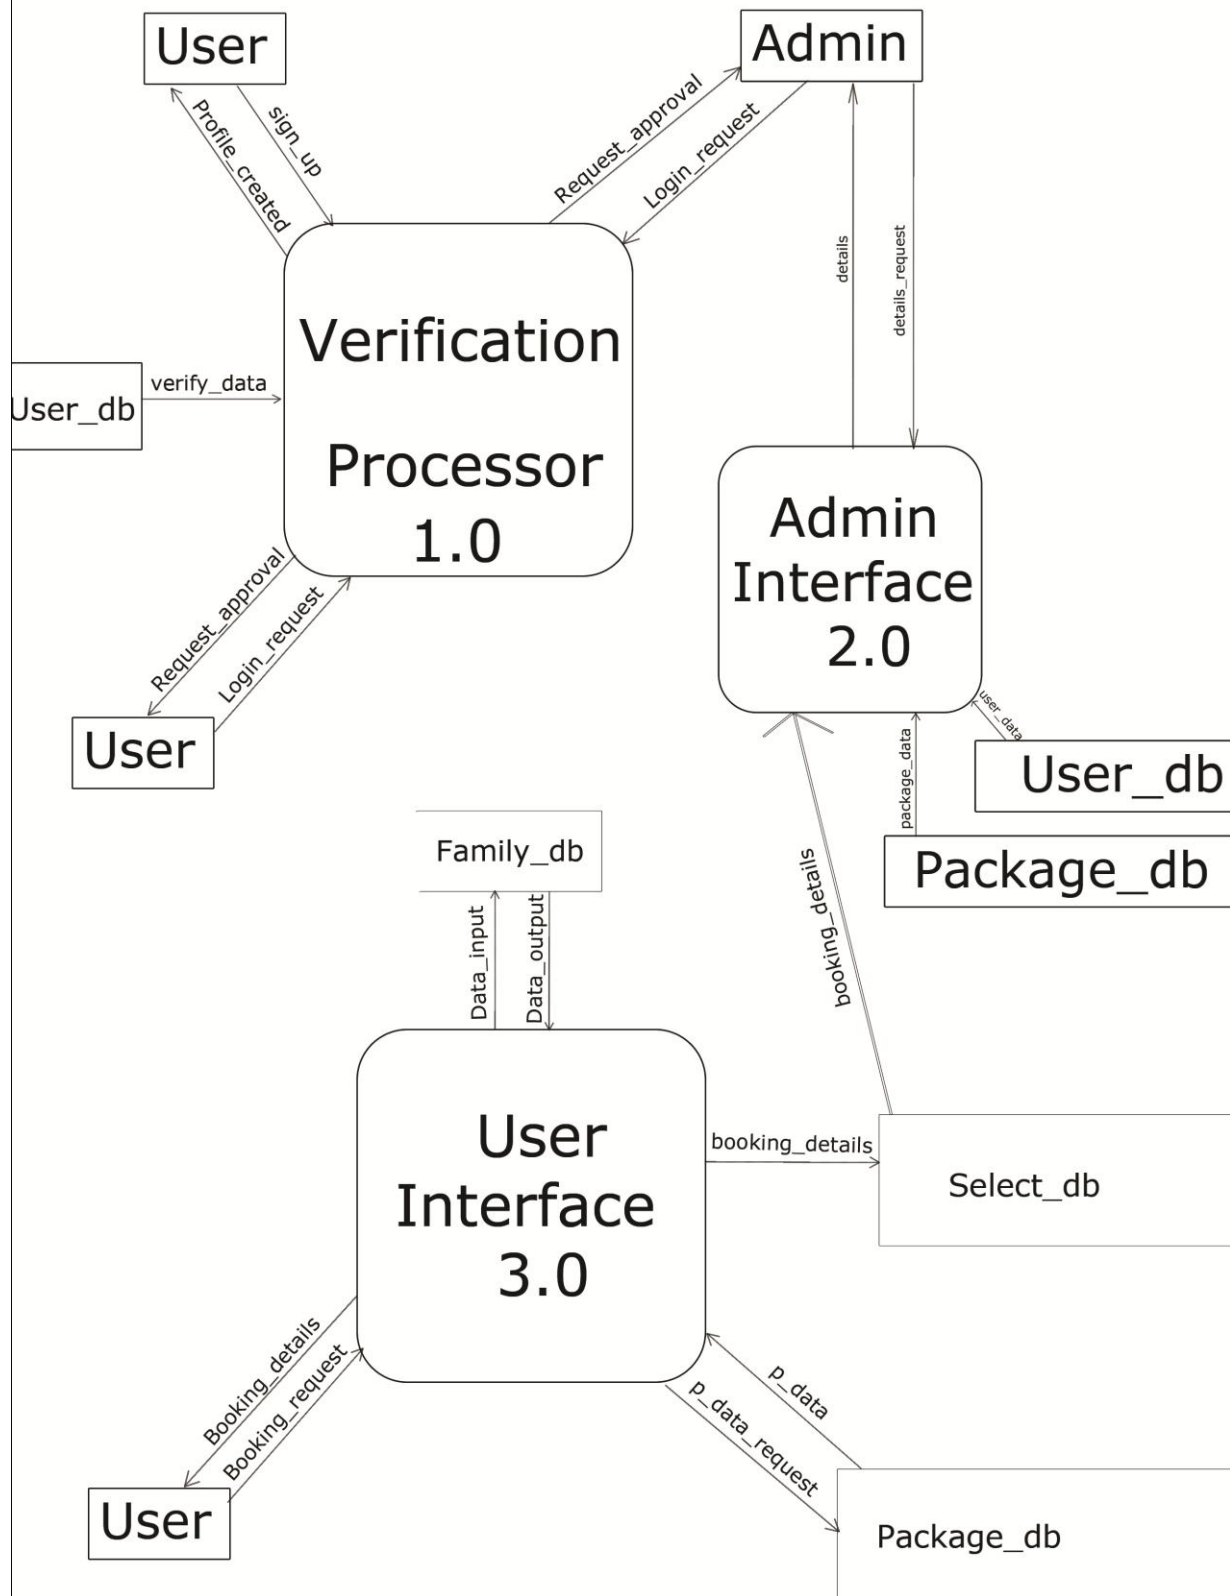 User
Admin
Profile_created
sign_up
Request_approval
Login_request
details
details_request
Verification
Processor
1.0
User_db
verify_data
Admin
Interface
2.0
Request_approval
Login_request
User
user_data
User_db
package_data
Package_db
booking_details
Family_db
Data_input
Data_output
User
Interface
3.0
booking_details
Select_db
Booking_details
Booking_request
User
p_data
p_data_request
Package_db